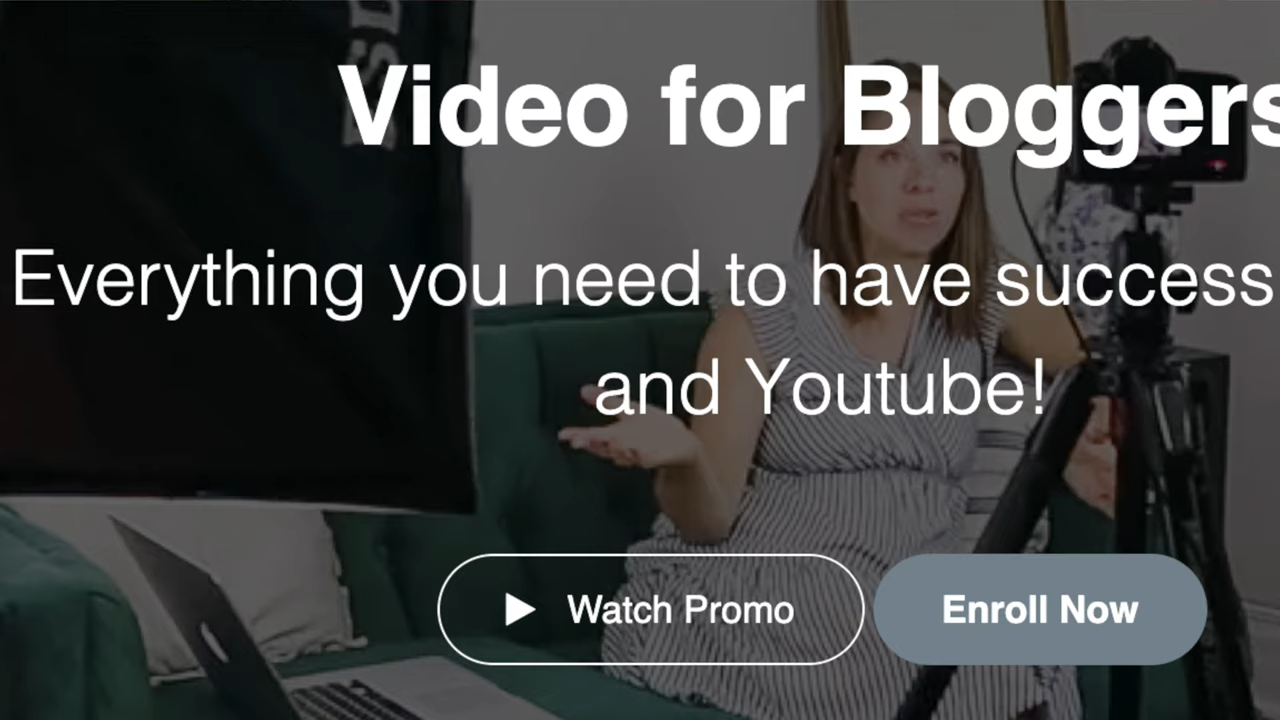 Video for Bloggers
Everything you need to have success
and Youtube!
Watch Promo
Enroll Now